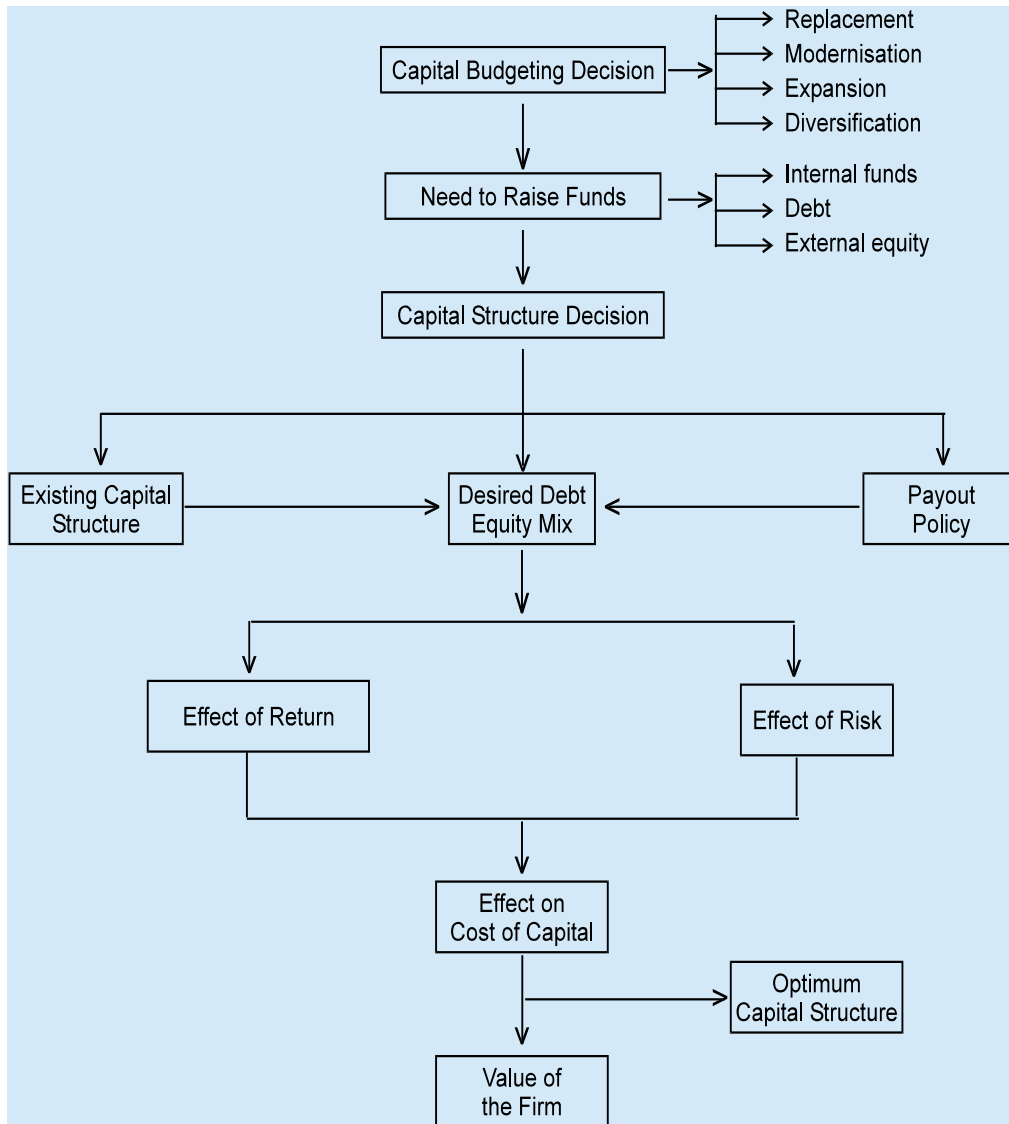 Capital Budgeting Decision
Replacement
Modernisation
Expansion
Diversification
Need to Raise Funds
Internal funds
Debt
External equity
Capital Structure Decision
Existing Capital
Structure
Desired Debt
Equity Mix
Payout
Policy
Effect of Return
Effect of Risk
Effect on
Cost of Capital
Optimum
Capital Structure
Value of
the Firm